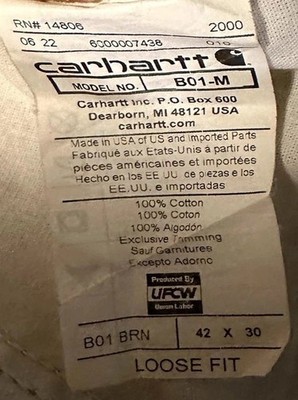 RN# 14806 2000
06 22 6000007438 010
carhartt
MODEL NO. B01-M
Carhartt Inc. P.O. Box 600
Dearborn, MI 48121 USA
carhartt.com
Made in USA of US and Imported Parts
Fabriqué aux Etats-Unis à partir de
pièces américaines et importées
Hecho en los EE UU de piezas e los
EE.UU. e importadas
100% Cotton
100% Coton
100% Algodón
Exclusive Trimming
Sauf Garnitures
Excepto Adorno
Produced By
UFCW
Union Labor
B01 BRN 42 X 30
LOOSE FIT